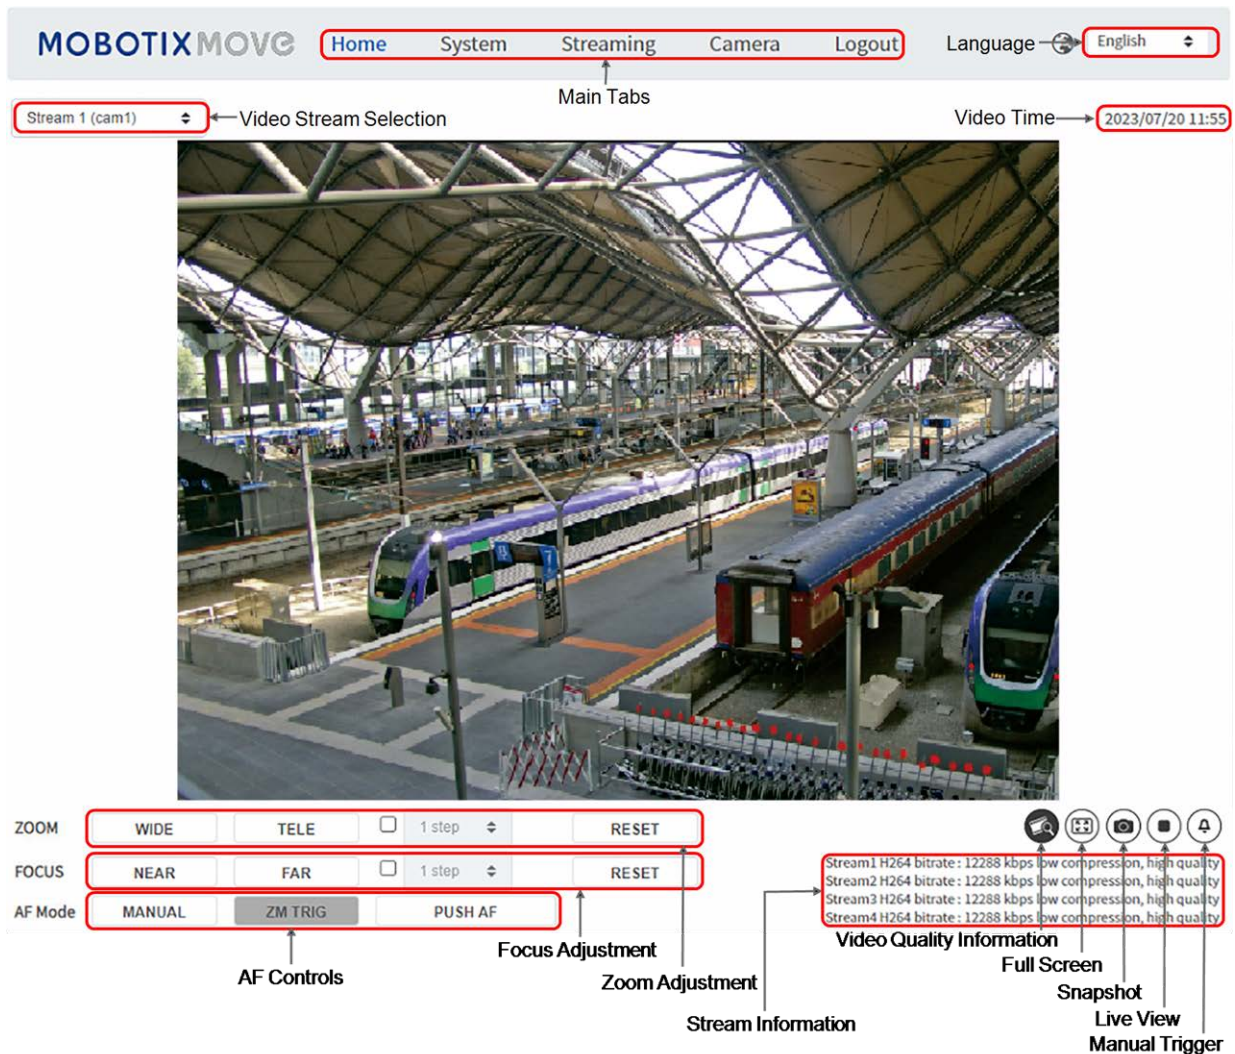 MOBOTIX MOVE Home System Streaming Camera Logout Language English
Main Tabs
Stream 1 (cam1) Video Stream Selection Video Time 2023/07/20 11:55
ZOOM WIDE TELE 1 step RESET
FOCUS NEAR FAR 1 step RESET
AF Mode MANUAL ZM TRIG PUSH AF
Stream1 H264 bitrate : 12288 kbps low compression, high quality
Stream2 H264 bitrate : 12288 kbps low compression, high quality
Stream3 H264 bitrate : 12288 kbps low compression, high quality
Stream4 H264 bitrate : 12288 kbps low compression, high quality
Video Quality Information
Focus Adjustment
Full Screen
AF Controls
Zoom Adjustment
Snapshot
Stream Information
Live View
Manual Trigger